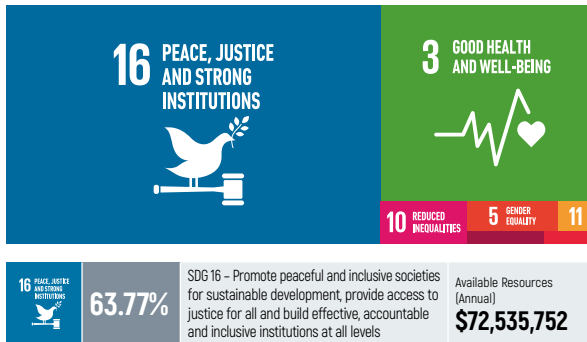 16 PEACE, JUSTICE
AND STRONG
INSTITUTIONS
3 GOOD HEALTH
AND WELL-BEING
10 REDUCED
INEQUALITIES
5 GENDER
EQUALITY
11
16 PEACE, JUSTICE
AND STRONG
INSTITUTIONS
63.77%
SDG 16 – Promote peaceful and inclusive societies
for sustainable development, provide access to
justice for all and build effective, accountable
and inclusive institutions at all levels
Available Resources
(Annual)
$72,535,752